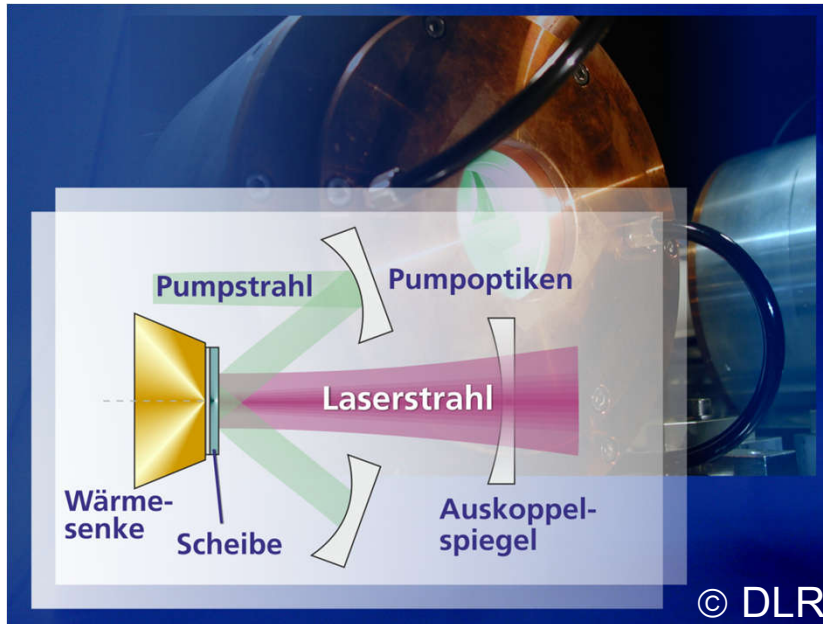 Pumpstrahl
Pumpoptiken
Laserstrahl
Wärme-
senke
Scheibe
Auskoppel-
spiegel
© DLR